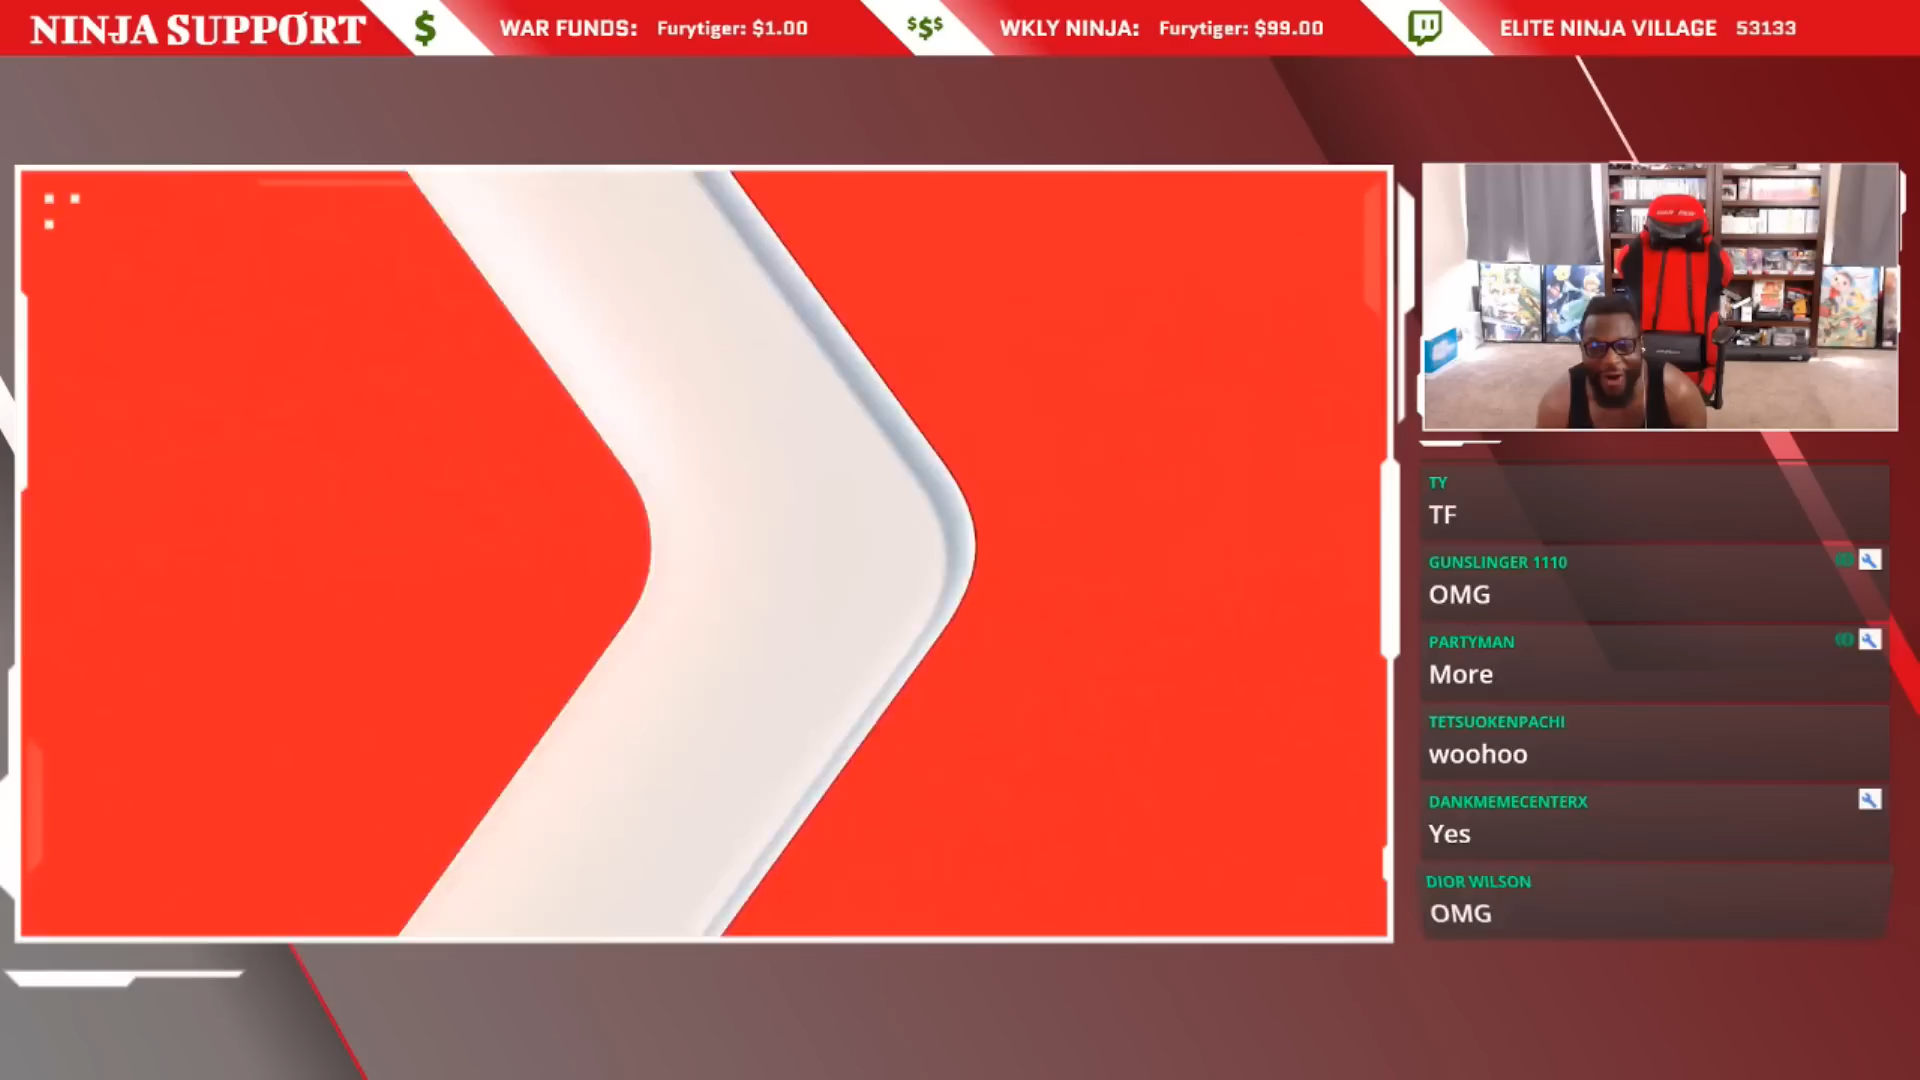 NINJA SUPPORT
$
WAR FUNDS: Furytiger: $1.00
$$$
WKLY NINJA: Furytiger: $99.00
ELITE NINJA VILLAGE 53133
TY
TF
GUNSLINGER 1110
OMG
PARTYMAN
More
TETSUOKENPACHI
woohoo
DANKMEMECENTERX
Yes
DIOR WILSON
OMG